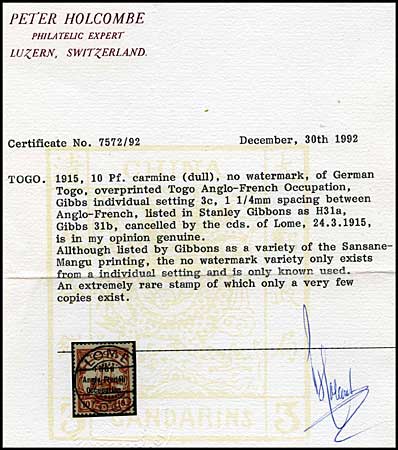 PETER HOLCOMBE
PHILATELIC EXPERT
LUZERN, SWITZERLAND.
Certificate No. 7572/92 December, 30th 1992
TOGO. 1915, 10 Pf. carmine (dull), no watermark, of German
Togo, overprinted Togo Anglo-French Occupation,
Gibbs individual setting 3c, 1 1/4mm spacing between
Anglo-French, listed in Stanley Gibbons as H31a,
Gibbs 31b, cancelled by the cds. of Lome, 24.3.1915,
is in my opinion genuine.
Allthough listed by Gibbons as a variety of the Sansane-
Mangu printing, the no watermark variety only exists
from a individual setting and is only known used.
An extremely rare stamp of which only a very few
copies exist.
CHINA
LOME
Anglo-French
Occupation
10 10
3 CANDARINS 3